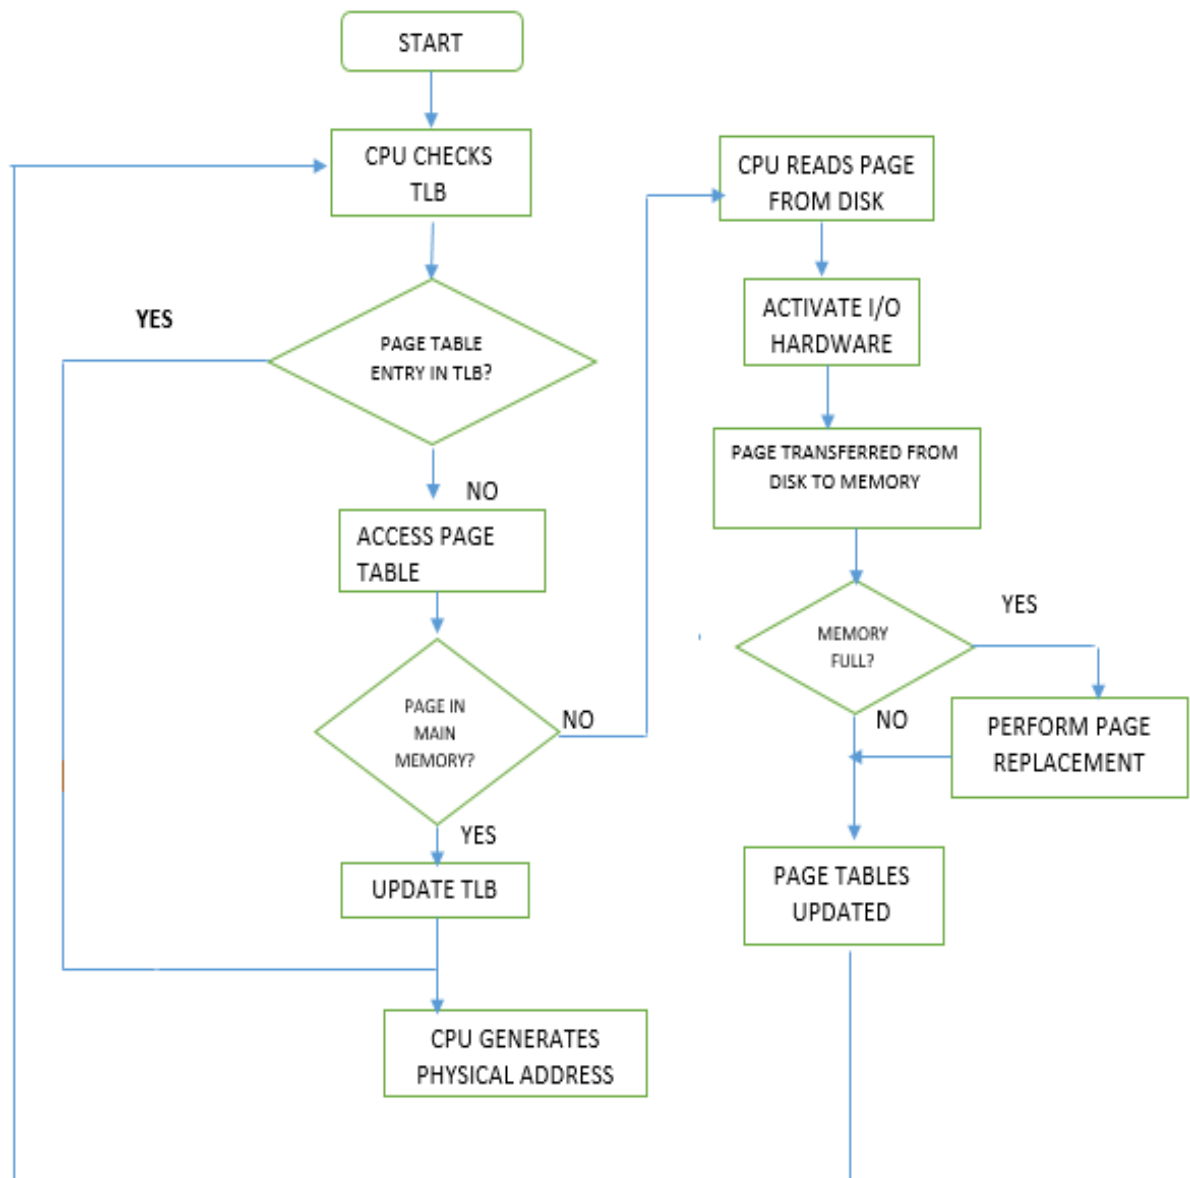 START
CPU CHECKS
TLB
YES
PAGE TABLE
ENTRY IN TLB?
NO
ACCESS PAGE
TABLE
PAGE IN
MAIN
MEMORY?
NO
YES
UPDATE TLB
CPU GENERATES
PHYSICAL ADDRESS
CPU READS PAGE
FROM DISK
ACTIVATE I/O
HARDWARE
PAGE TRANSFERRED FROM
DISK TO MEMORY
MEMORY
FULL?
YES
NO
PERFORM PAGE
REPLACEMENT
PAGE TABLES
UPDATED